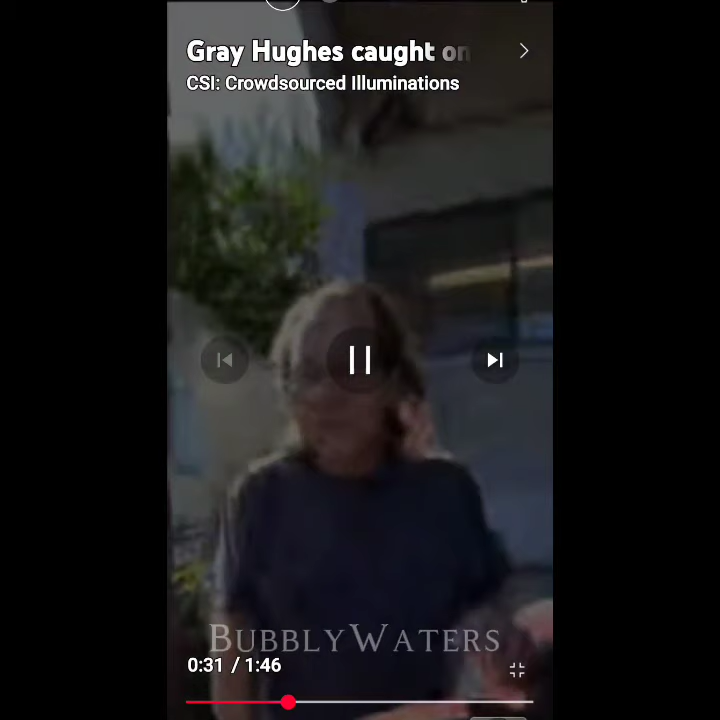 Gray Hughes caught on
CSI: Crowdsourced Illuminations
BUBBLYWATERS
0:31 / 1:46